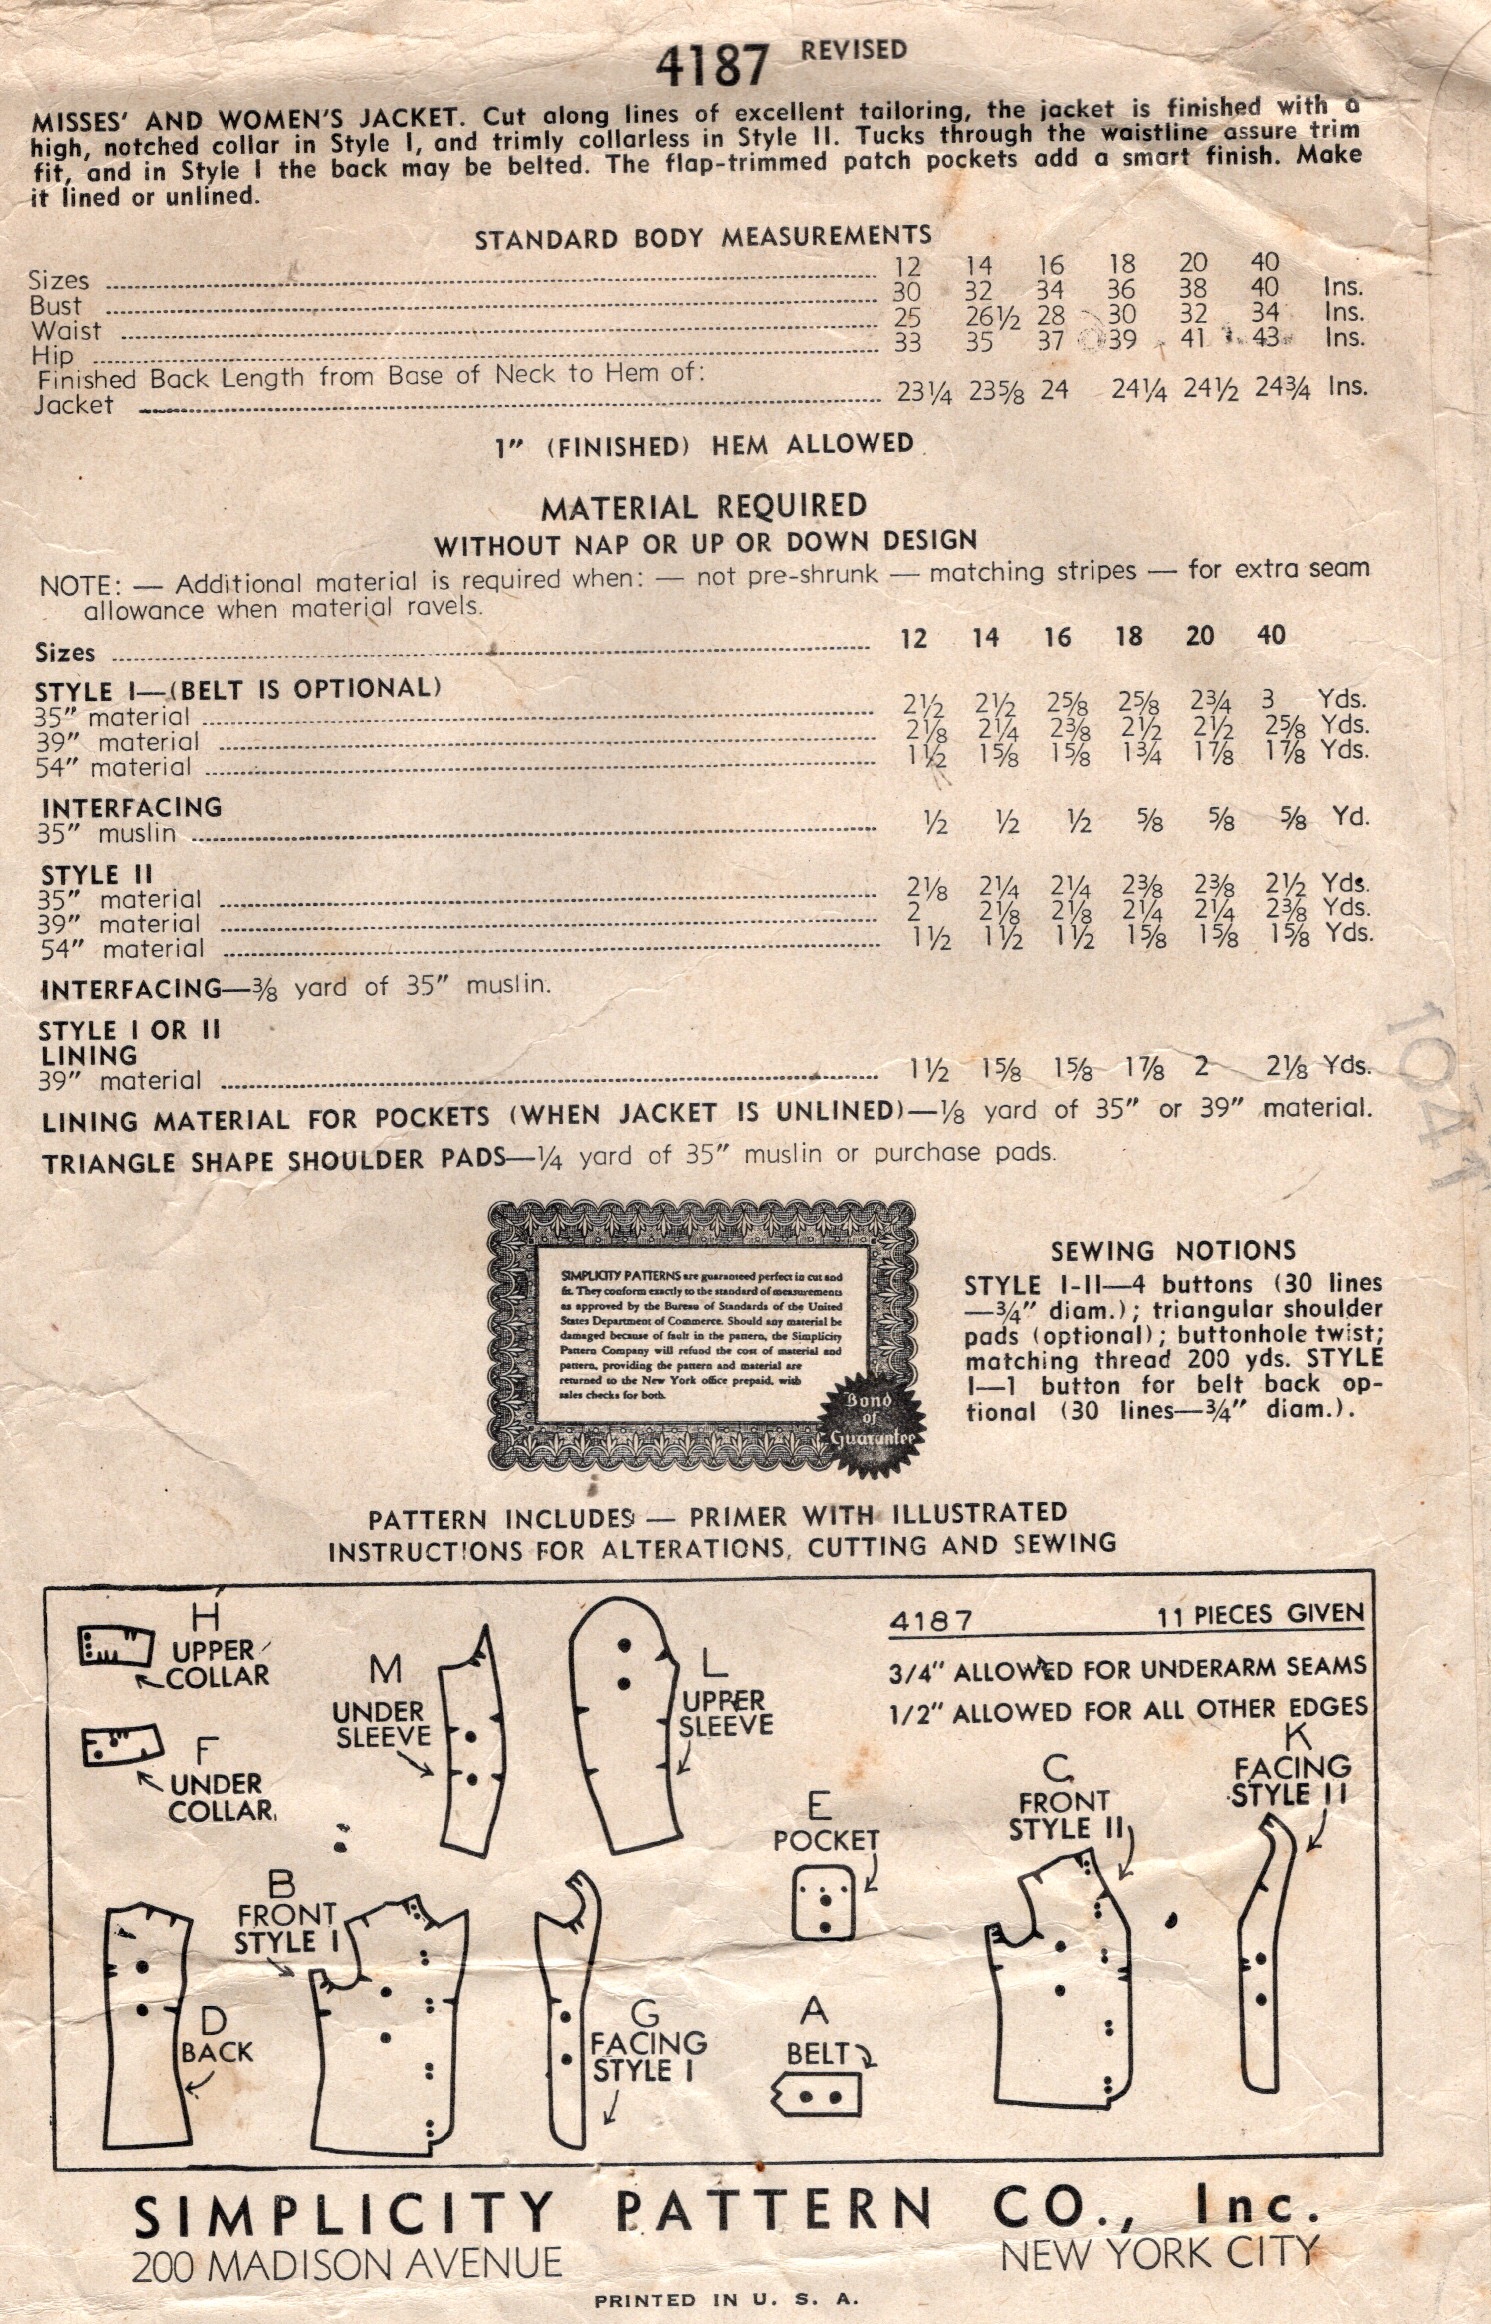 4187 REVISED
MISSES' AND WOMEN'S JACKET. Cut along lines of excellent tailoring, the jacket is finished with a
high, notched collar in Style I, and trimly collarless in Style II. Tucks through the waistline assure trim
fit, and in Style I the back may be belted. The flap-trimmed patch pockets add a smart finish. Make
it lined or unlined.
STANDARD BODY MEASUREMENTS
Sizes 12 14 16 18 20 40
Bust 30 32 34 36 38 40 Ins.
Waist 25 26½ 28 30 32 34 Ins.
Hip 33 35 37 39 41 43 Ins.
Finished Back Length from Base of Neck to Hem of:
Jacket 23¼ 23⅝ 24 24¼ 24½ 24¾ Ins.
1" (FINISHED) HEM ALLOWED
MATERIAL REQUIRED
WITHOUT NAP OR UP OR DOWN DESIGN
NOTE: — Additional material is required when: — not pre-shrunk — matching stripes — for extra seam
allowance when material ravels.
Sizes 12 14 16 18 20 40
STYLE I—(BELT IS OPTIONAL)
35" material 2½ 2½ 2⅝ 2⅝ 2¾ 3 Yds.
39" material 2⅛ 2¼ 2⅜ 2½ 2½ 2⅝ Yds.
54" material 1½ 1⅝ 1⅝ 1¾ 1⅞ 1⅞ Yds.
INTERFACING
35" muslin ½ ½ ½ ⅝ ⅝ ⅝ Yd.
STYLE II
35" material 2⅛ 2¼ 2¼ 2⅜ 2⅜ 2½ Yds.
39" material 2 2⅛ 2⅛ 2¼ 2¼ 2⅜ Yds.
54" material 1½ 1½ 1½ 1⅝ 1⅝ 1⅝ Yds.
INTERFACING—⅜ yard of 35" muslin.
STYLE I OR II
LINING
39" material 1½ 1⅝ 1⅝ 1⅞ 2 2⅛ Yds.
LINING MATERIAL FOR POCKETS (WHEN JACKET IS UNLINED)—⅛ yard of 35" or 39" material.
TRIANGLE SHAPE SHOULDER PADS—¼ yard of 35" muslin or purchase pads.
1047
SIMPLICITY PATTERNS are guaranteed perfect in cut and
fit. They conform exactly to the standard of measurements
as approved by the Bureau of Standards of the United
States Department of Commerce. Should any material be
damaged because of fault in the pattern, the Simplicity
Pattern Company will refund the cost of material and
pattern, providing the pattern and material are
returned to the New York office prepaid, with
sales checks for both.
Bond
of
Guarantee
SEWING NOTIONS
STYLE I-II—4 buttons (30 lines
—¾" diam.); triangular shoulder
pads (optional); buttonhole twist;
matching thread 200 yds. STYLE
I—1 button for belt back op-
tional (30 lines—¾" diam.).
PATTERN INCLUDES — PRIMER WITH ILLUSTRATED
INSTRUCTIONS FOR ALTERATIONS, CUTTING AND SEWING
4187 11 PIECES GIVEN
3/4" ALLOWED FOR UNDERARM SEAMS
1/2" ALLOWED FOR ALL OTHER EDGES
H
UPPER
COLLAR
F
UNDER
COLLAR
M
UNDER
SLEEVE
L
UPPER
SLEEVE
E
POCKET
C
FRONT
STYLE II
K
FACING
STYLE II
B
FRONT
STYLE I
D
BACK
G
FACING
STYLE I
A
BELT
SIMPLICITY PATTERN CO., Inc.
200 MADISON AVENUE NEW YORK CITY
PRINTED IN U. S. A.